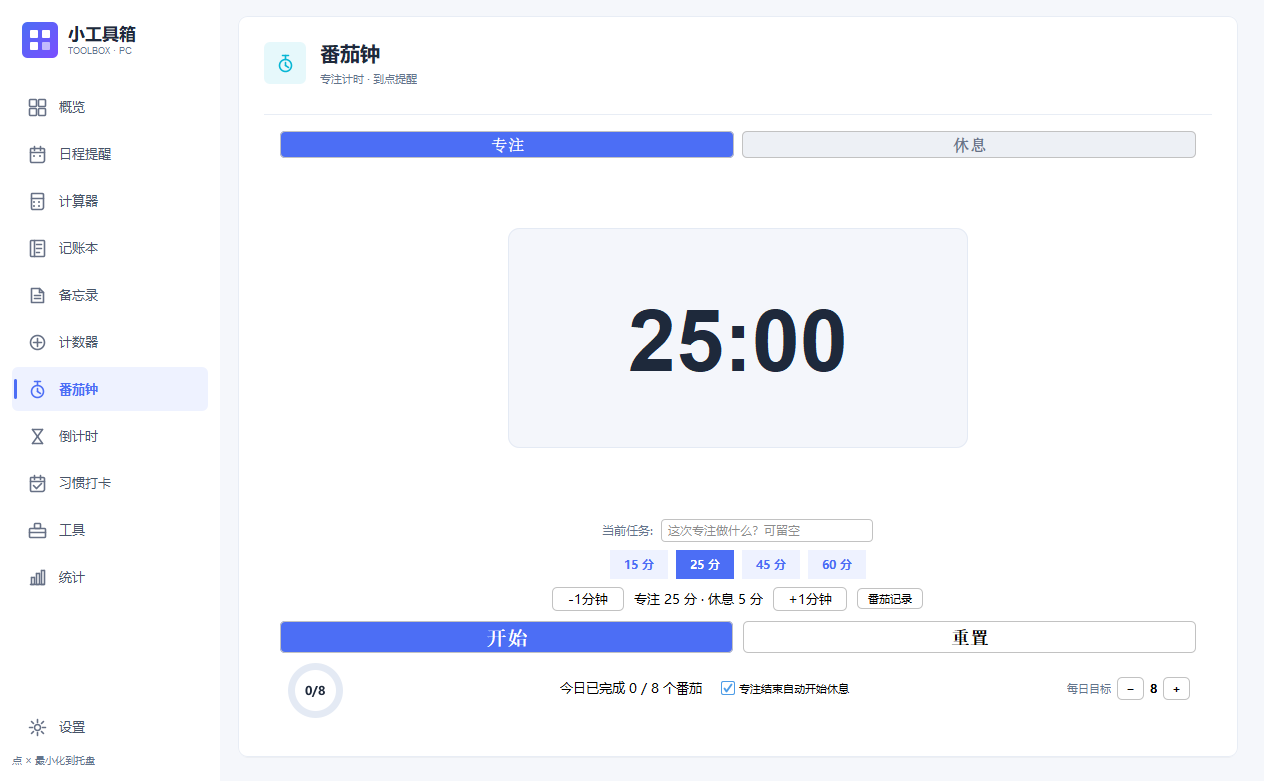 小工具箱
TOOLBOX · PC
概览
日程提醒
计算器
记账本
备忘录
计数器
番茄钟
倒计时
习惯打卡
工具
统计
设置
点 × 最小化到托盘
番茄钟
专注计时 · 到点提醒
专注 休息
25:00
当前任务: 这次专注做什么? 可留空
15 分 25 分 45 分 60 分
-1分钟 专注 25 分 · 休息 5 分 +1分钟 番茄记录
开始 重置
0/8 今日已完成 0 / 8 个番茄 专注结束自动开始休息 每日目标 − 8 +